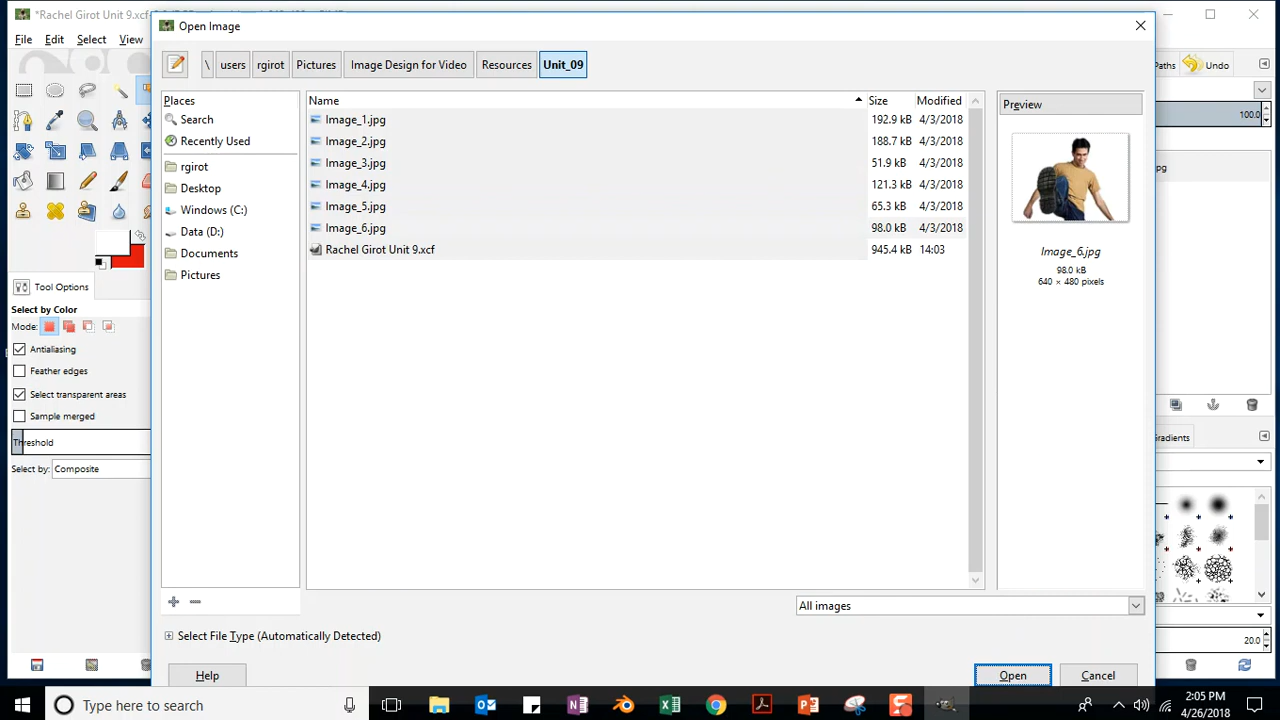 *Rachel Girot Unit 9.xcf-
Open Image
File Edit Select View
\ users rgirot Pictures Image Design for Video Resources Unit_09
Paths Undo
Places
Search
Recently Used
rgirot
Desktop
Windows (C:)
Data (D:)
Documents
Pictures
Name Size Modified
Image_1.jpg 192.9 kB 4/3/2018
Image_2.jpg 188.7 kB 4/3/2018
Image_3.jpg 51.9 kB 4/3/2018
Image_4.jpg 121.3 kB 4/3/2018
Image_5.jpg 65.3 kB 4/3/2018
Image_6.jpg 98.0 kB 4/3/2018
Rachel Girot Unit 9.xcf 945.4 kB 14:03
Preview
Image_6.jpg
98.0 kB
640 × 480 pixels
100.0
pg
Tool Options
Select by Color
Mode:
Antialiasing
Feather edges
Select transparent areas
Sample merged
Threshold
Select by: Composite
Gradients
20.0
All images
Select File Type (Automatically Detected)
Help Open Cancel
Type here to search
2:05 PM
4/26/2018